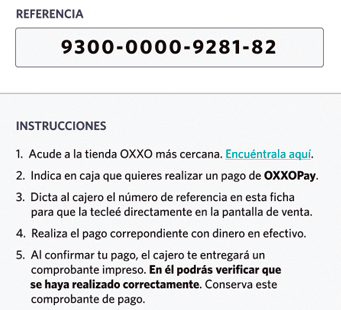 REFERENCIA
9300-0000-9281-82
INSTRUCCIONES
1. Acude a la tienda OXXO más cercana. Encuéntrala aquí.
2. Indica en caja que quieres realizar un pago de OXXOPay.
3. Dicta al cajero el número de referencia en esta ficha
para que la tecleé directamente en la pantalla de venta.
4. Realiza el pago correpondiente con dinero en efectivo.
5. Al confirmar tu pago, el cajero te entregará un
comprobante impreso. En él podrás verificar que
se haya realizado correctamente. Conserva este
comprobante de pago.